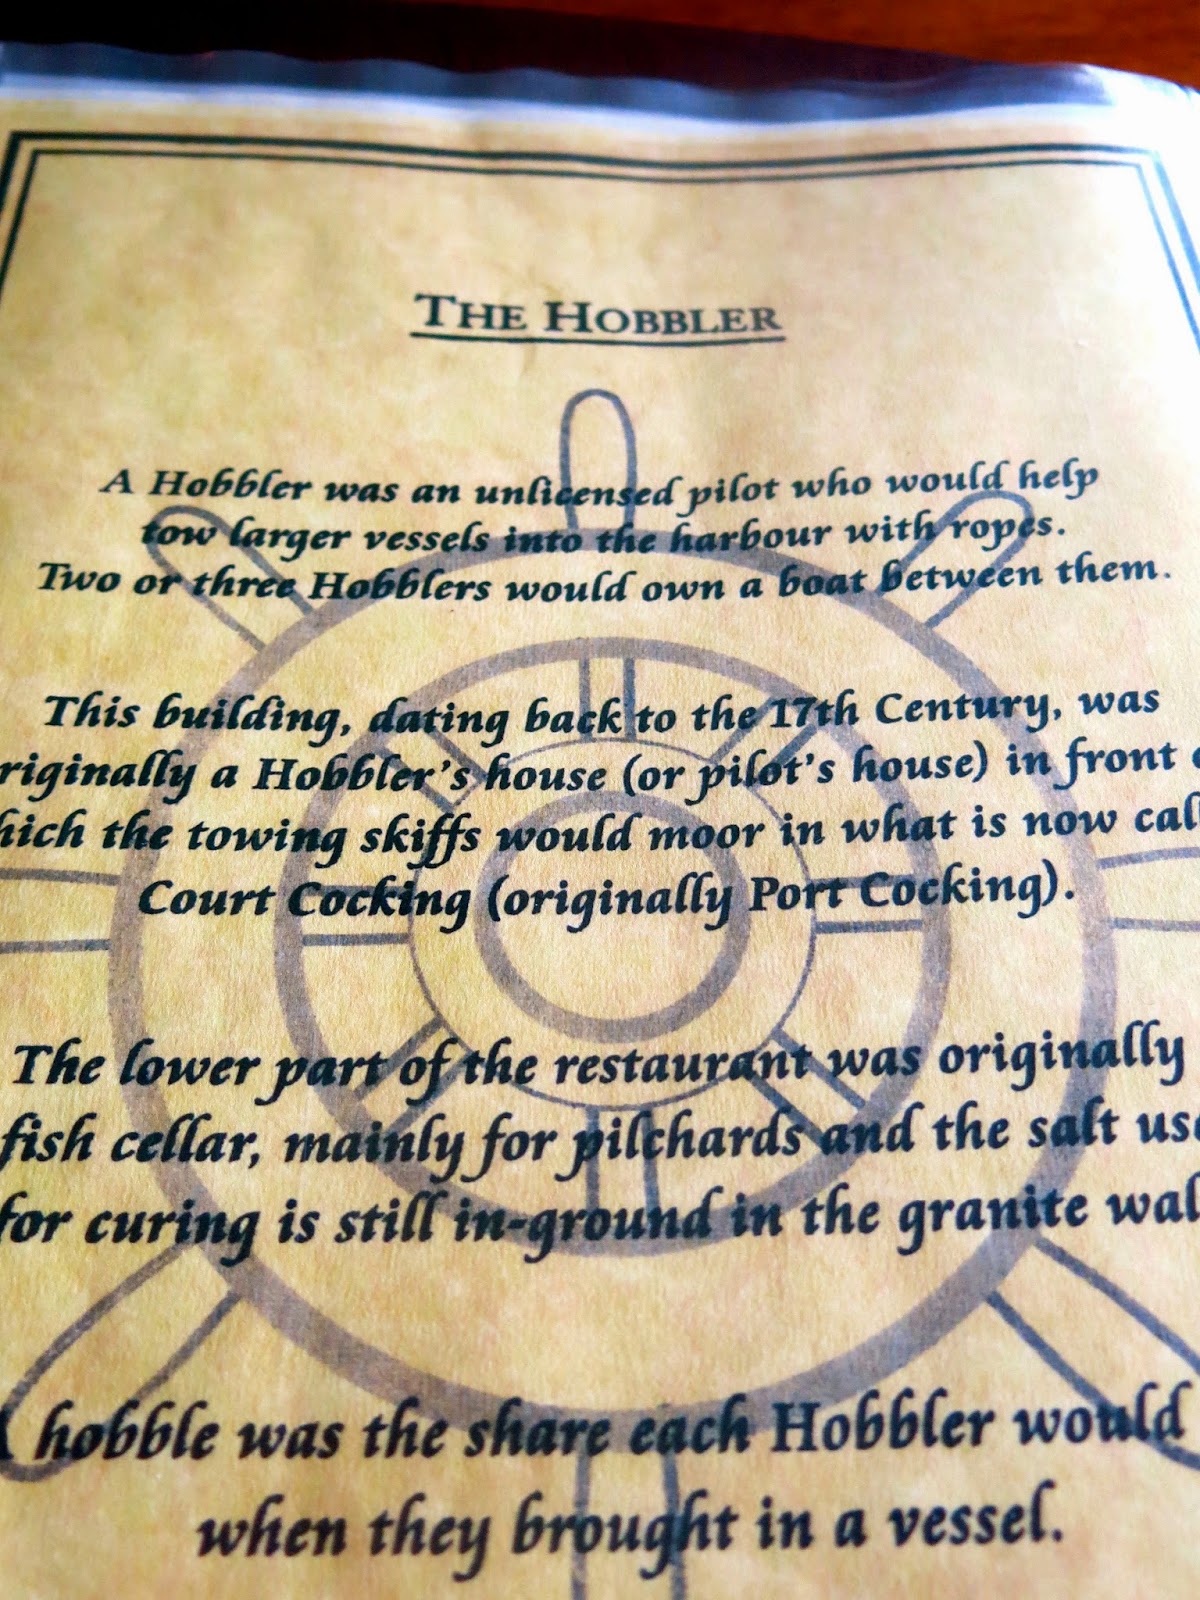 THE HOBBLER
A Hobbler was an unlicensed pilot who would help
tow larger vessels into the harbour with ropes.
Two or three Hobblers would own a boat between them.
This building, dating back to the 17th Century, was
riginally a Hobbler's house (or pilot's house) in front
hich the towing skiffs would moor in what is now cal
Court Cocking (originally Port Cocking).
The lower part of the restaurant was originally
fish cellar, mainly for pilchards and the salt us
for curing is still in-ground in the granite wal
hobble was the share each Hobbler would
when they brought in a vessel.